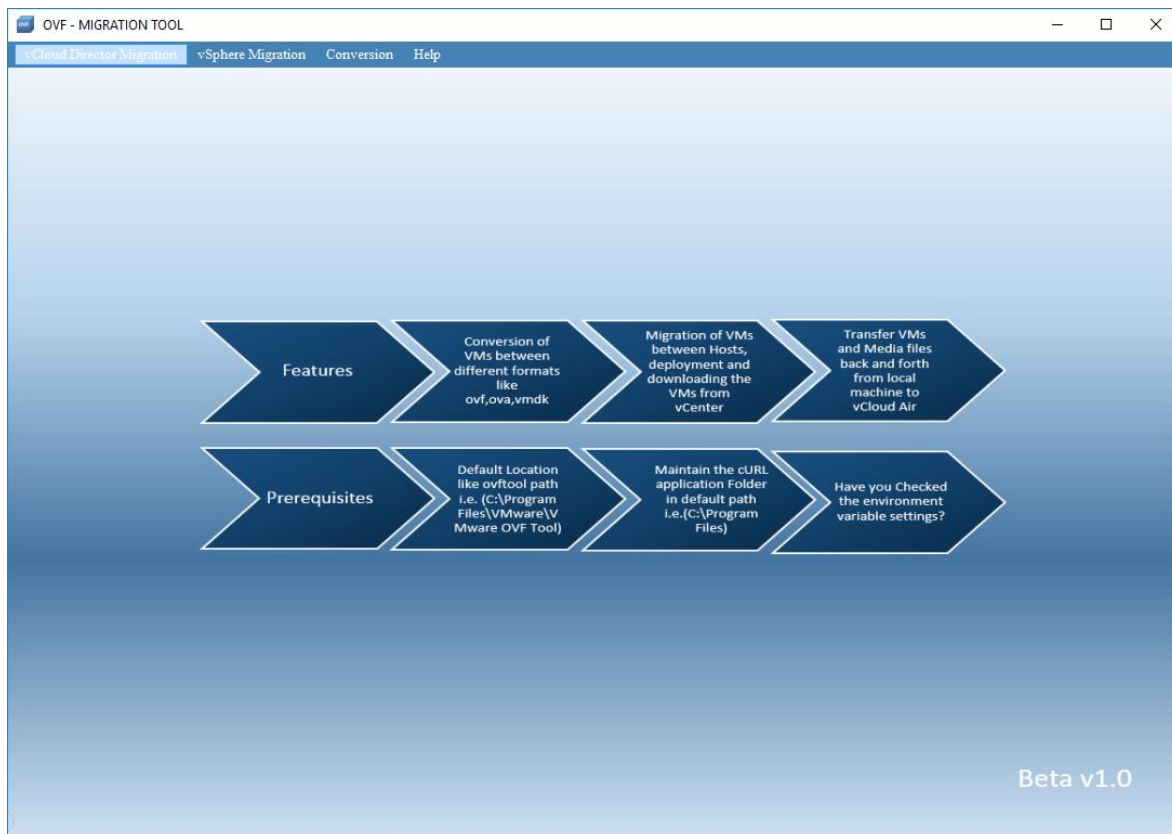 OVF - MIGRATION TOOL
vCloud Director Migration vSphere Migration Conversion Help
Features
Conversion of
VMs between
different formats
like
ovf,ova,vmdk
Migration of VMs
between Hosts,
deployment and
downloading the
VMs from
vCenter
Transfer VMs
and Media files
back and forth
from local
machine to
vCloud Air
Prerequisites
Default Location
like ovftool path
i.e. (C:\Program
Files\VMware\V
Mware OVF Tool)
Maintain the cURL
application Folder
in default path
i.e.(C:\Program
Files)
Have you Checked
the environment
variable settings?
Beta v1.0